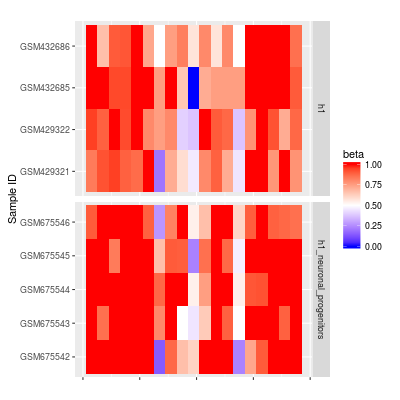 GSM432686
GSM432685
GSM429322
GSM429321
h1
GSM675546
GSM675545
GSM675544
GSM675543
GSM675542
h1_neuronal_progenitors
Sample ID
beta
1.00
0.75
0.50
0.25
0.00